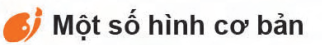 Một số hình cơ bản